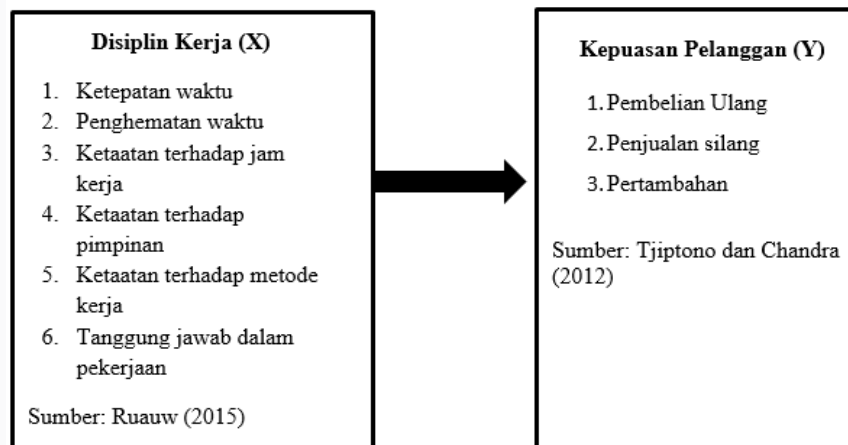 Disiplin Kerja (X)
1. Ketepatan waktu
2. Penghematan waktu
3. Ketaatan terhadap jam
kerja
4. Ketaatan terhadap
pimpinan
5. Ketaatan terhadap metode
kerja
6. Tanggung jawab dalam
pekerjaan
Sumber: Ruauw (2015)
Kepuasan Pelanggan (Y)
1. Pembelian Ulang
2. Penjualan silang
3. Pertambahan
Sumber: Tjiptono dan Chandra
(2012)